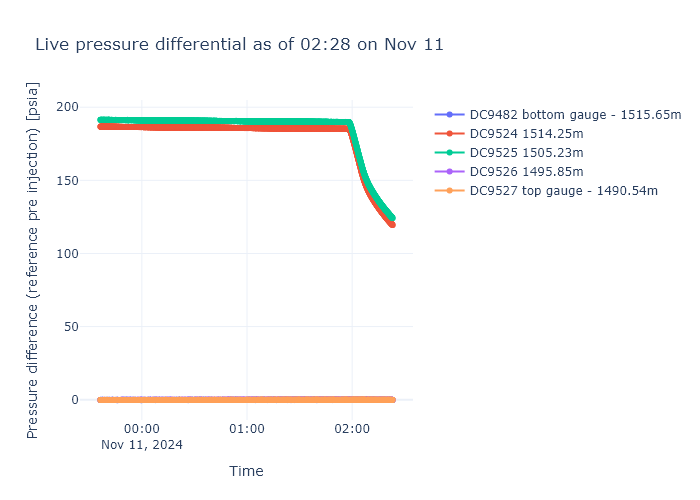 Live pressure differential as of 02:28 on Nov 11
Pressure difference (reference pre injection) [psia]
200
150
100
50
0
00:00
Nov 11, 2024
01:00
02:00
Time
DC9482 bottom gauge - 1515.65m
DC9524 1514.25m
DC9525 1505.23m
DC9526 1495.85m
DC9527 top gauge - 1490.54m